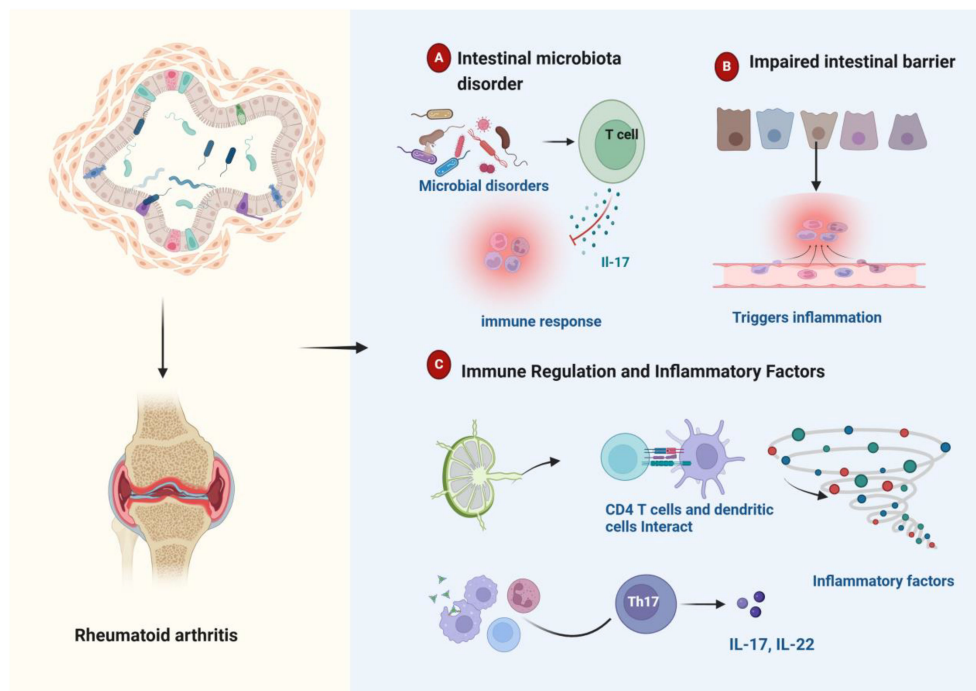 A Intestinal microbiota
disorder
T cell
Microbial disorders
Il-17
immune response
B Impaired intestinal barrier
Triggers inflammation
C Immune Regulation and Inflammatory Factors
CD4 T cells and dendritic
cells Interact
Inflammatory factors
Th17
IL-17, IL-22
Rheumatoid arthritis